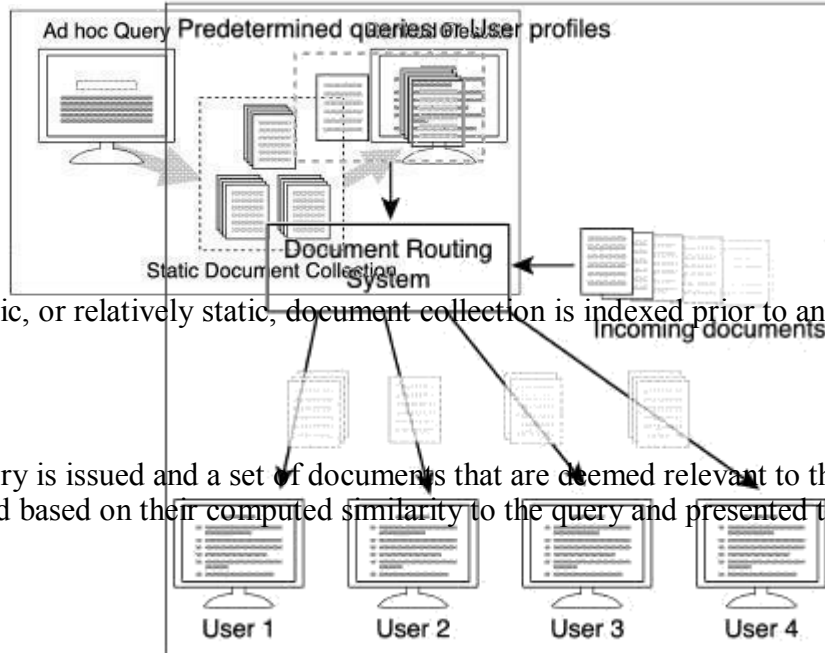 Ad hoc Query
Predetermined queries or User profiles
Document Routing
System
Static Document Collection
ic, or relatively static, document collection is indexed prior to an
Incoming documents
ry is issued and a set of documents that are deemed relevant to th
d based on their computed similarity to the query and presented t
User 1
User 2
User 3
User 4